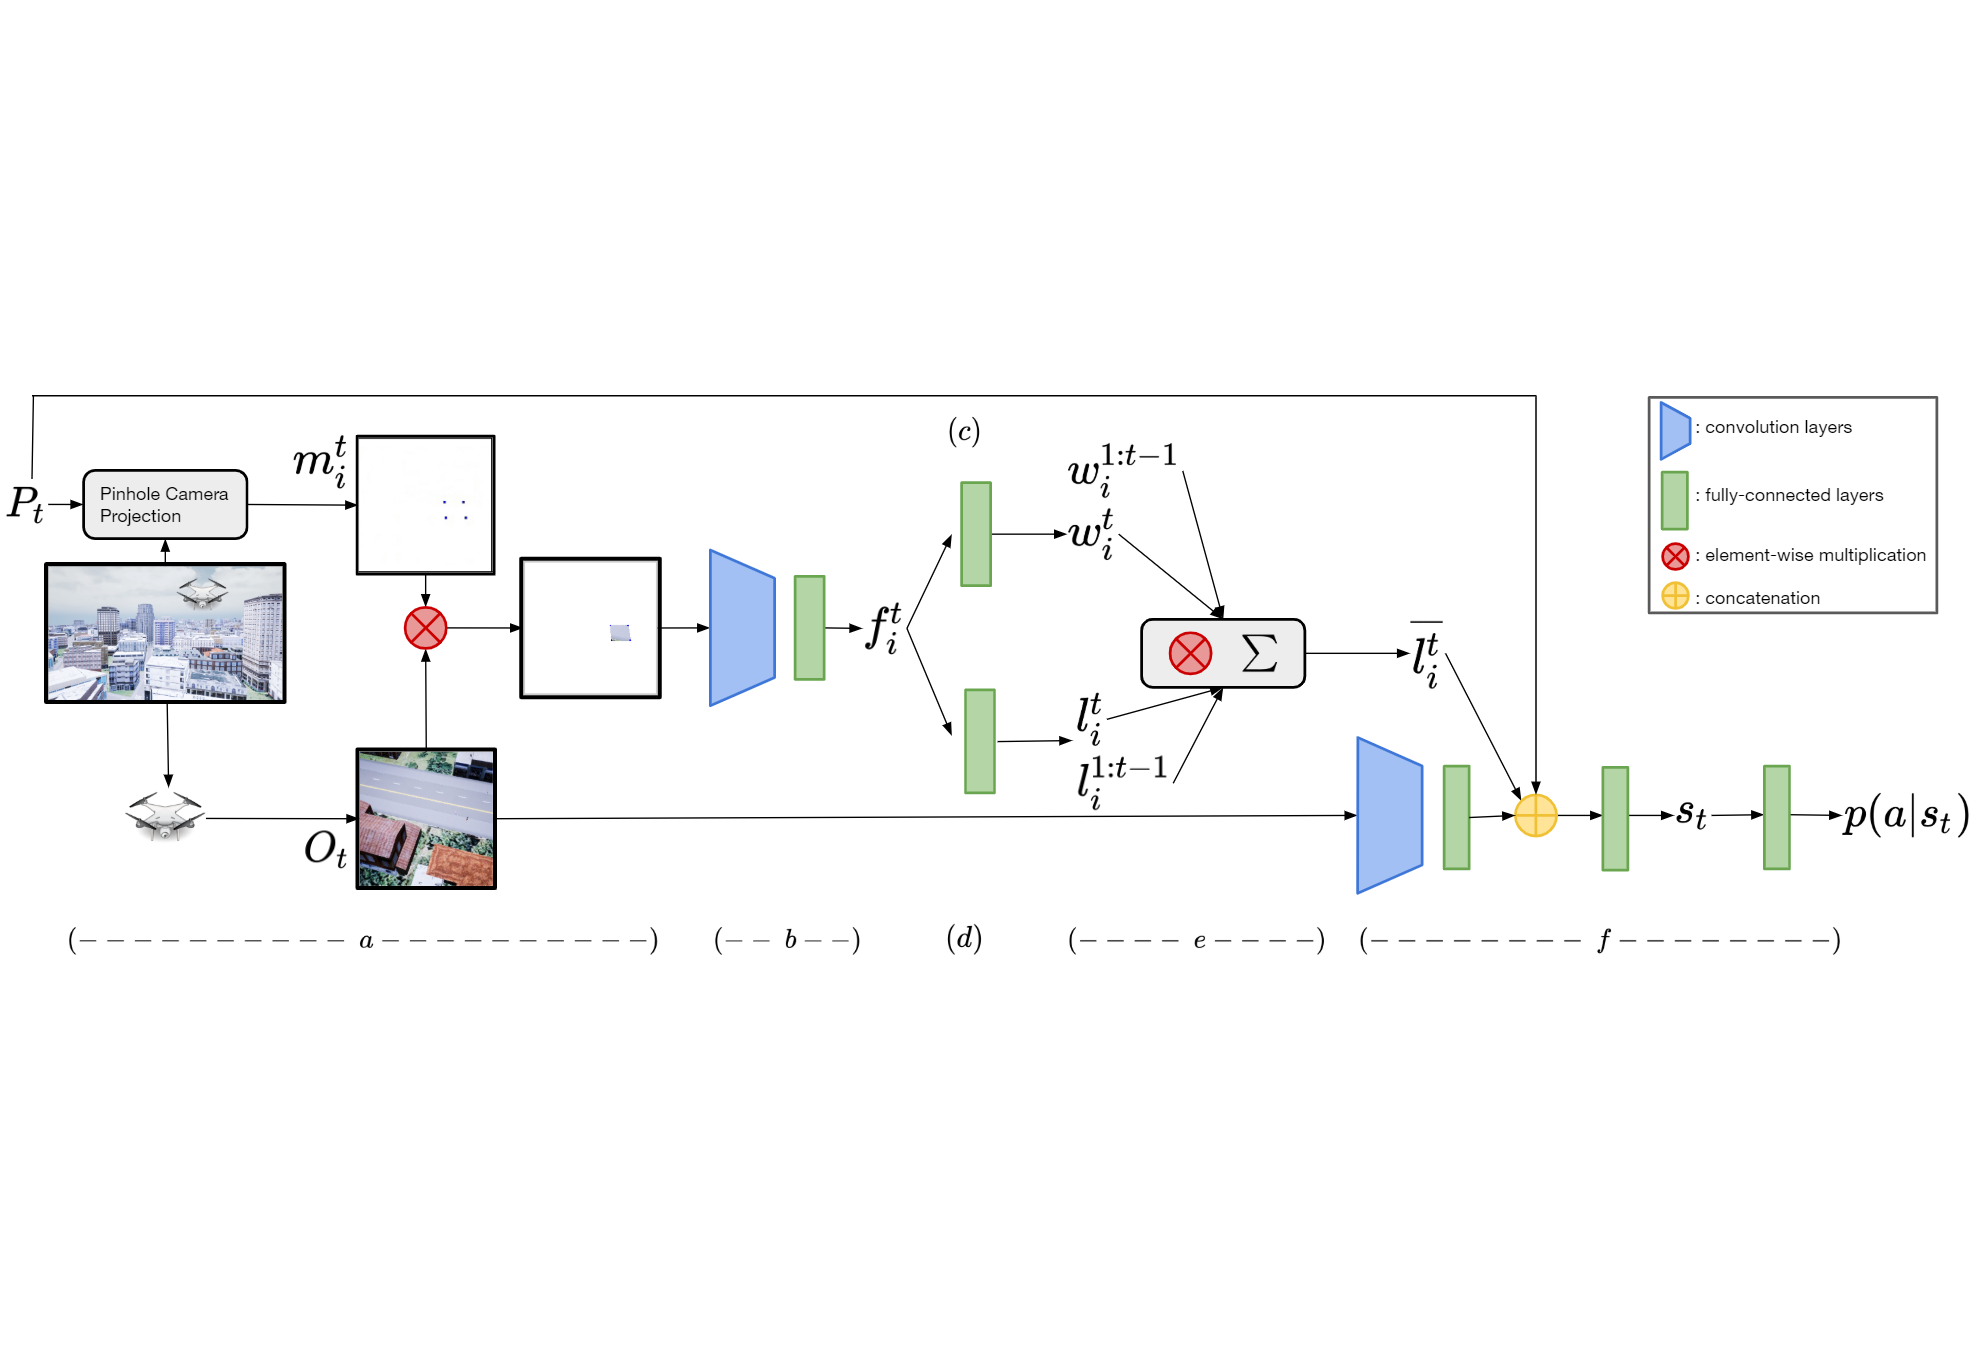 P_t
Pinhole Camera
Projection
m_i^t
O_t
f_i^t
(c)
w_i^{1:t−1}
w_i^t
l_i^t
l_i^{1:t−1}
∑
\overline{l_i^t}
s_t
p(a|s_t)
: convolution layers
: fully-connected layers
: element-wise multiplication
: concatenation
(−−−−−−−−−− a −−−−−−−−−−)
(−− b −−)
(d)
(−−−− e −−−−)
(−−−−−−−− f −−−−−−−−)